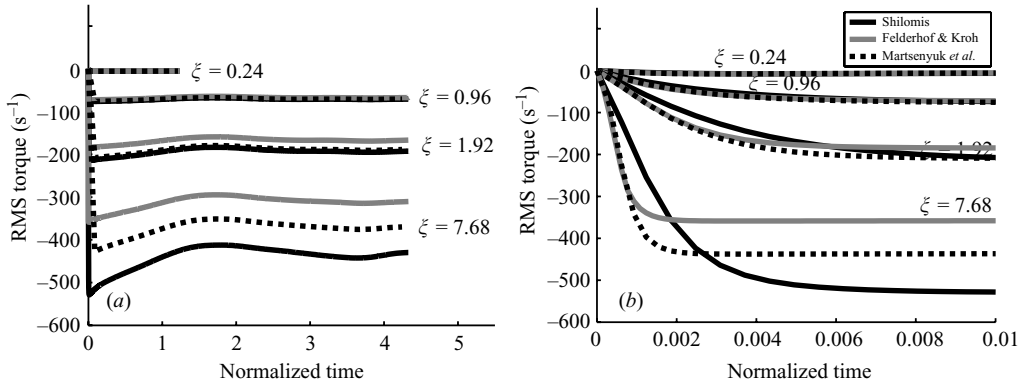 0
–100
–200
–300
–400
–500
–600
RMS torque (s⁻¹)
ξ = 0.24
ξ = 0.96
ξ = 1.92
ξ = 7.68
(a)
0 1 2 3 4 5
Normalized time
Shilomis
Felderhof & Kroh
Martsenyuk et al.
0
–100
–200
–300
–400
–500
–600
RMS torque (s⁻¹)
ξ = 0.24
ξ = 0.96
ξ = 1.92
ξ = 7.68
(b)
0 0.002 0.004 0.006 0.008 0.01
Normalized time